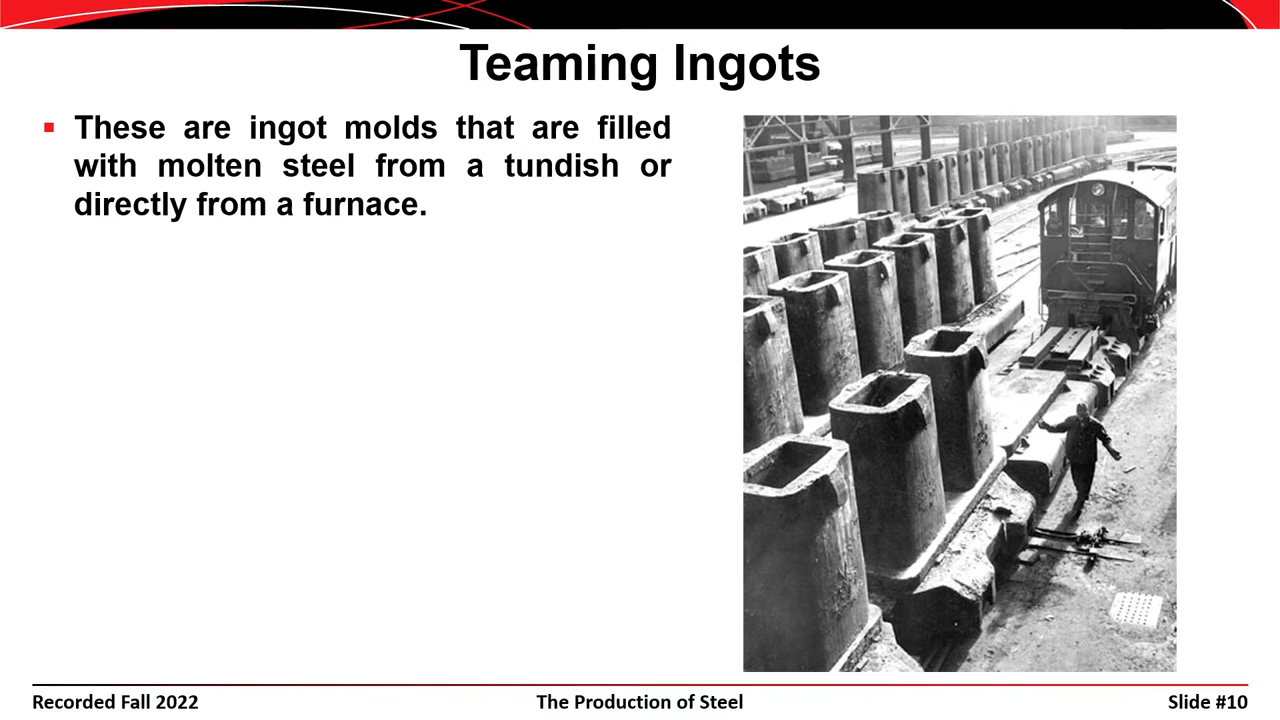 Teaming Ingots
These are ingot molds that are filled
with molten steel from a tundish or
directly from a furnace.
Recorded Fall 2022
The Production of Steel
Slide #10